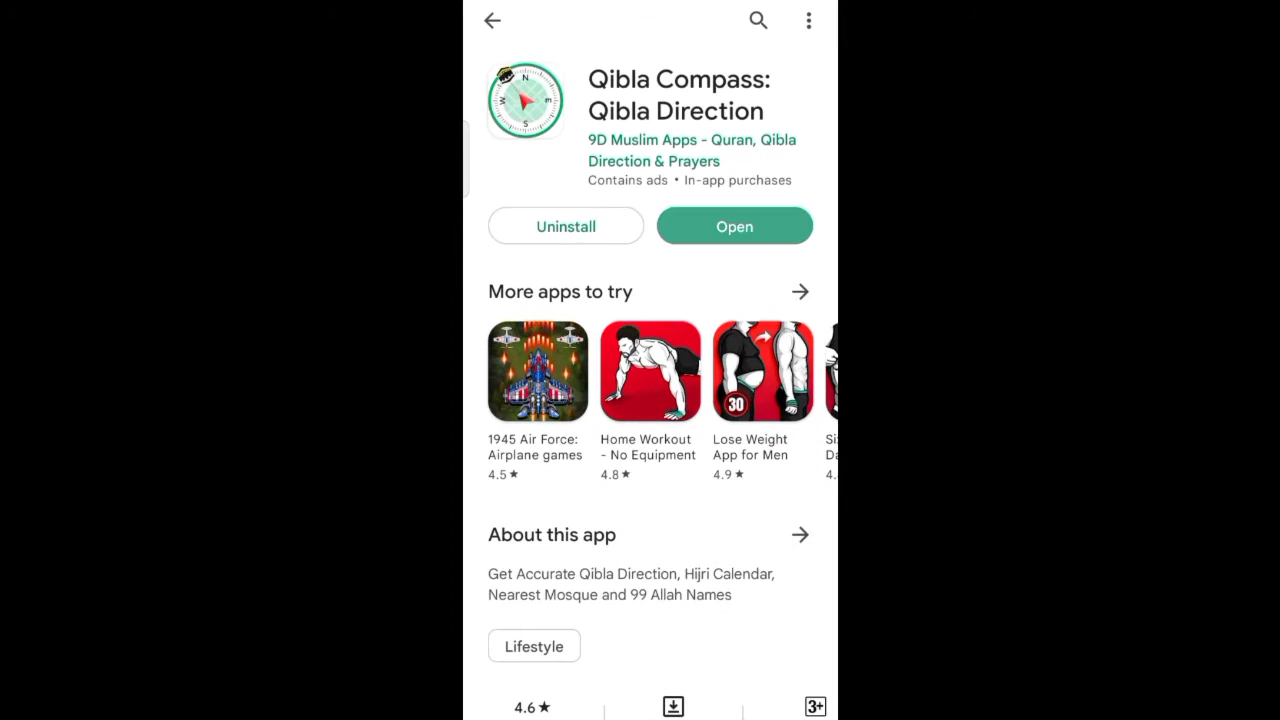 Qibla Compass:
Qibla Direction
9D Muslim Apps - Quran, Qibla
Direction & Prayers
Contains ads • In-app purchases
Uninstall
Open
More apps to try
1945 Air Force:
Airplane games
4.5★
Home Workout
- No Equipment
4.8★
30
Lose Weight
App for Men
4.9★
About this app
Get Accurate Qibla Direction, Hijri Calendar,
Nearest Mosque and 99 Allah Names
Lifestyle
4.6★
3+
N
W
E
S